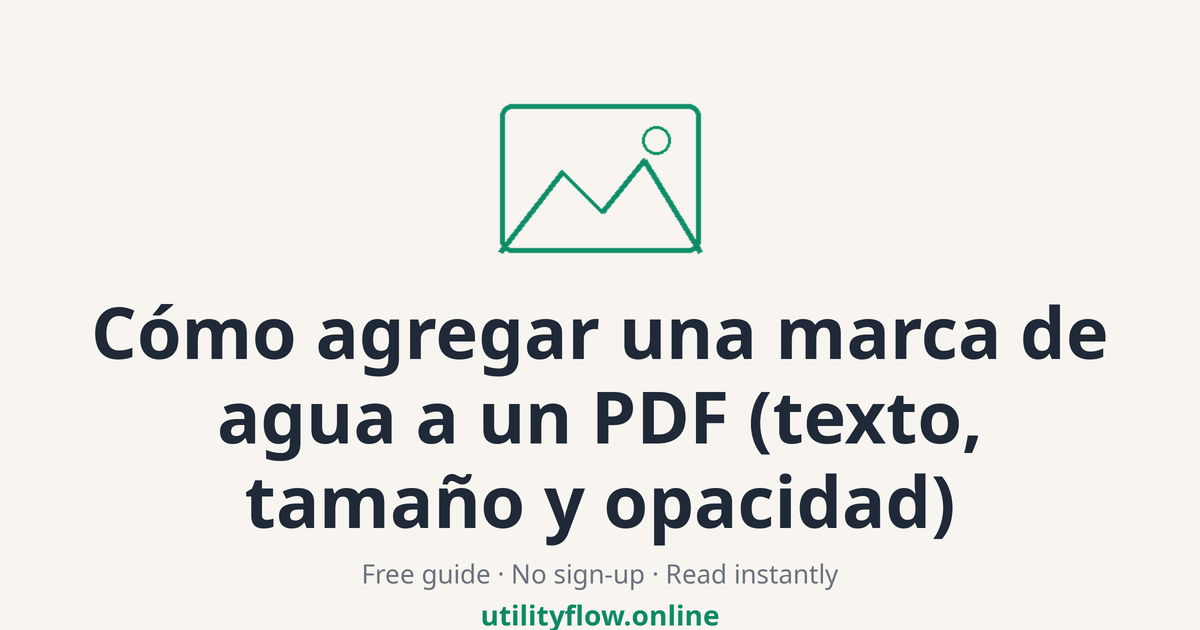 Cómo agregar una marca de
agua a un PDF (texto,
tamaño y opacidad)
Free guide · No sign-up · Read instantly
utilityflow.online